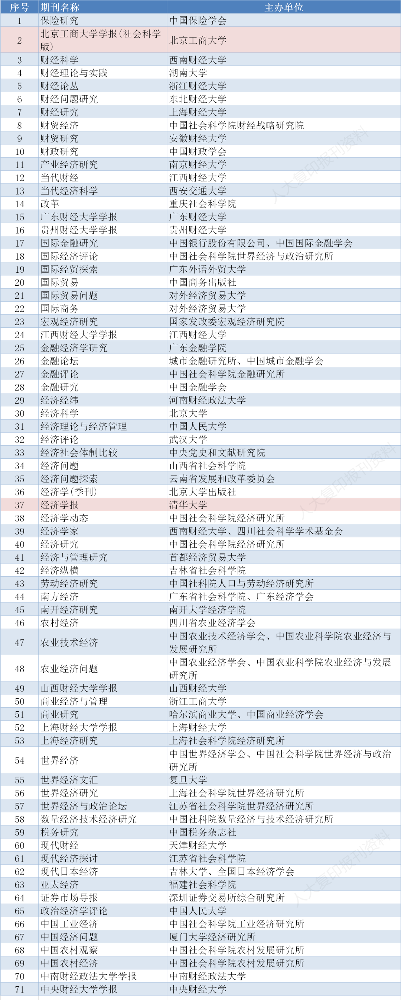 序号 期刊名称 主办单位
1 保险研究 中国保险学会
2 北京工商大学学报(社会科学
版) 北京工商大学
3 财经科学 西南财经大学
4 财经理论与实践 湖南大学
5 财经论丛 浙江财经大学
6 财经问题研究 东北财经大学
7 财经研究 上海财经大学
8 财贸经济 中国社会科学院财经战略研究院
9 财贸研究 安徽财经大学
10 财政研究 中国财政学会
11 产业经济研究 南京财经大学
12 当代财经 江西财经大学
13 当代经济科学 西安交通大学
14 改革 重庆社会科学院
15 广东财经大学学报 广东财经大学
16 贵州财经大学学报 贵州财经大学
17 国际金融研究 中国银行股份有限公司、中国国际金融学会
18 国际经济评论 中国社会科学院世界经济与政治研究所
19 国际经贸探索 广东外语外贸大学
20 国际贸易 中国商务出版社
21 国际贸易问题 对外经济贸易大学
22 国际商务 对外经济贸易大学
23 宏观经济研究 国家发改委宏观经济研究院
24 江西财经大学学报 江西财经大学
25 金融经济学研究 广东金融学院
26 金融论坛 城市金融研究所、中国城市金融学会
27 金融评论 中国社会科学院金融研究所
28 金融研究 中国金融学会
29 经济经纬 河南财经政法大学
30 经济科学 北京大学
31 经济理论与经济管理 中国人民大学
32 经济评论 武汉大学
33 经济社会体制比较 中央党史和文献研究院
34 经济问题 山西省社会科学院
35 经济问题探索 云南省发展和改革委员会
36 经济学(季刊) 北京大学出版社
37 经济学报 清华大学
38 经济学动态 中国社会科学院经济研究所
39 经济学家 西南财经大学、四川社会科学学术基金会
40 经济研究 中国社会科学院经济研究所
41 经济与管理研究 首都经济贸易大学
42 经济纵横 吉林省社会科学院
43 劳动经济研究 中国社科院人口与劳动经济研究所
44 南方经济 广东省社会科学院、广东经济学会
45 南开经济研究 南开大学经济学院
46 农村经济 四川省农业经济学会
47 农业技术经济 中国农业技术经济学会、中国农业科学院农业经济与
发展研究所
48 农业经济问题 中国农业经济学会、中国农业科学院农业经济与发展
研究所
49 山西财经大学学报 山西财经大学
50 商业经济与管理 浙江工商大学
51 商业研究 哈尔滨商业大学、中国商业经济学会
52 上海财经大学学报 上海财经大学
53 上海经济研究 上海社会科学院经济研究所
54 世界经济 中国世界经济学会、中国社会科学院世界经济与政治
研究所
55 世界经济文汇 复旦大学
56 世界经济研究 上海社会科学院世界经济研究所
57 世界经济与政治论坛 江苏省社会科学院世界经济研究所
58 数量经济技术经济研究 中国社科院数量经济与技术经济研究所
59 税务研究 中国税务杂志社
60 现代财经 天津财经大学
61 现代经济探讨 江苏省社会科学院
62 现代日本经济 吉林大学、全国日本经济学会
63 亚太经济 福建社会科学院
64 证券市场导报 深圳证券交易所综合研究所
65 政治经济学评论 中国人民大学
66 中国工业经济 中国社会科学院工业经济研究所
67 中国经济问题 厦门大学经济研究所
68 中国农村观察 中国社会科学院农村发展研究所
69 中国农村经济 中国社会科学院农村发展研究所
70 中南财经政法大学学报 中南财经政法大学
71 中央财经大学学报 中央财经大学
人大复印报刊资料
人大复印报刊资料
人大复印报刊资料